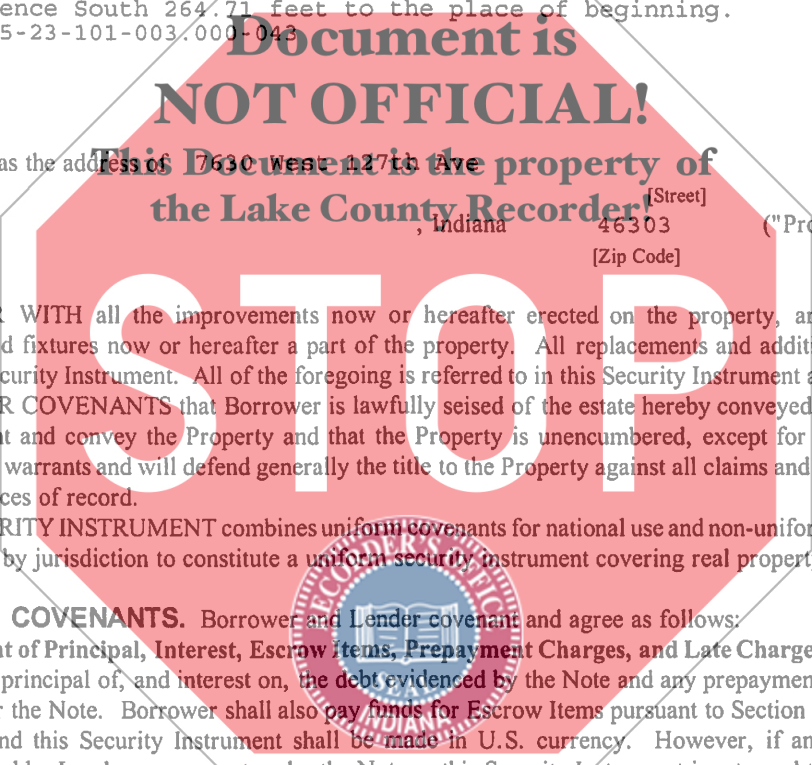 ence South 264.71 feet to the place of beginning.
5-23-101-003.000-043
Document is
NOT OFFICIAL!
as the address of 7630 West 127th Ave
This Document is the property of
[Street]
the Lake County Recorder!
, Indiana 46303 ("Pro
[Zip Code]
STOP
R WITH all the improvements now or hereafter erected on the property, an
d fixtures now or hereafter a part of the property. All replacements and additi
curity Instrument. All of the foregoing is referred to in this Security Instrument a
R COVENANTS that Borrower is lawfully seised of the estate hereby conveyed
t and convey the Property and that the Property is unencumbered, except for
warrants and will defend generally the title to the Property against all claims and
ces of record.
RITY INSTRUMENT combines uniform covenants for national use and non-unifor
by jurisdiction to constitute a uniform security instrument covering real propert
COVENANTS. Borrower and Lender covenant and agree as follows:
t of Principal, Interest, Escrow Items, Prepayment Charges, and Late Charge
principal of, and interest on, the debt evidenced by the Note and any prepaymen
r the Note. Borrower shall also pay funds for Escrow Items pursuant to Section
nd this Security Instrument shall be made in U.S. currency. However, if an
RECORDER'S OFFIC
SEAL
INDIANA